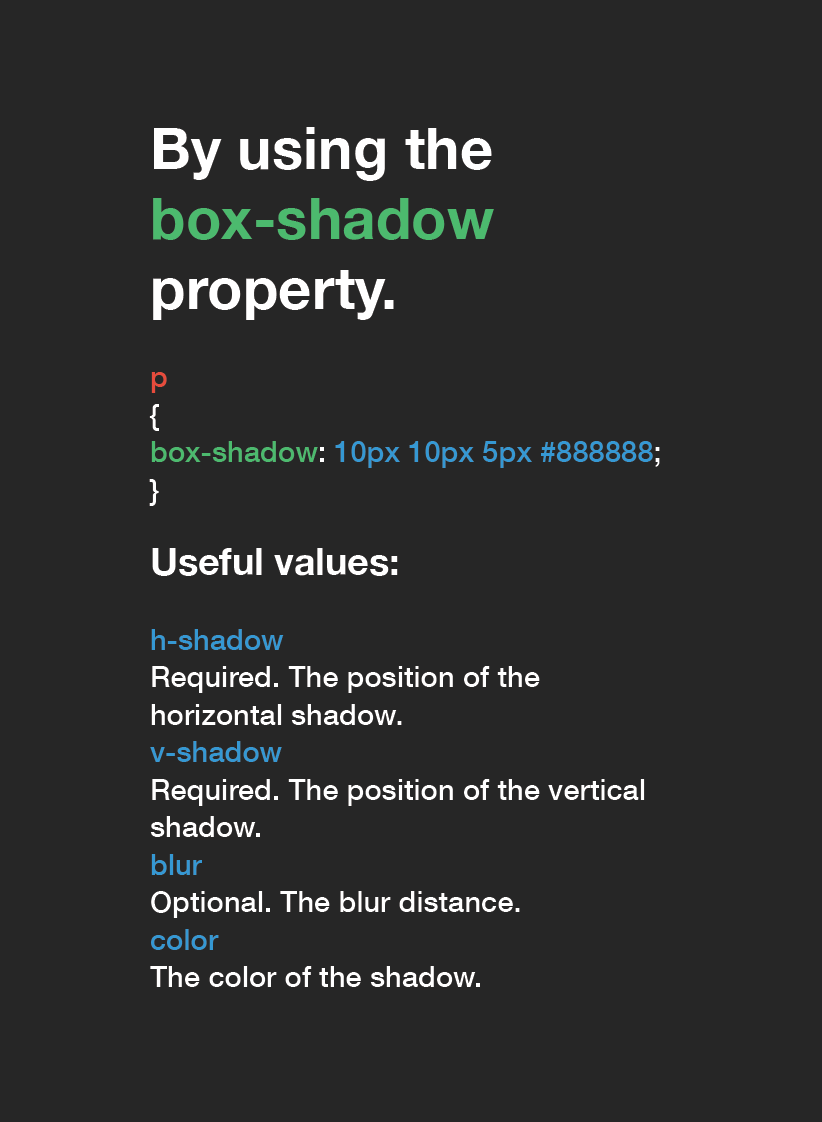 By using the
box-shadow
property.
p
{
box-shadow: 10px 10px 5px #888888;
}
Useful values:
h-shadow
Required. The position of the
horizontal shadow.
v-shadow
Required. The position of the vertical
shadow.
blur
Optional. The blur distance.
color
The color of the shadow.